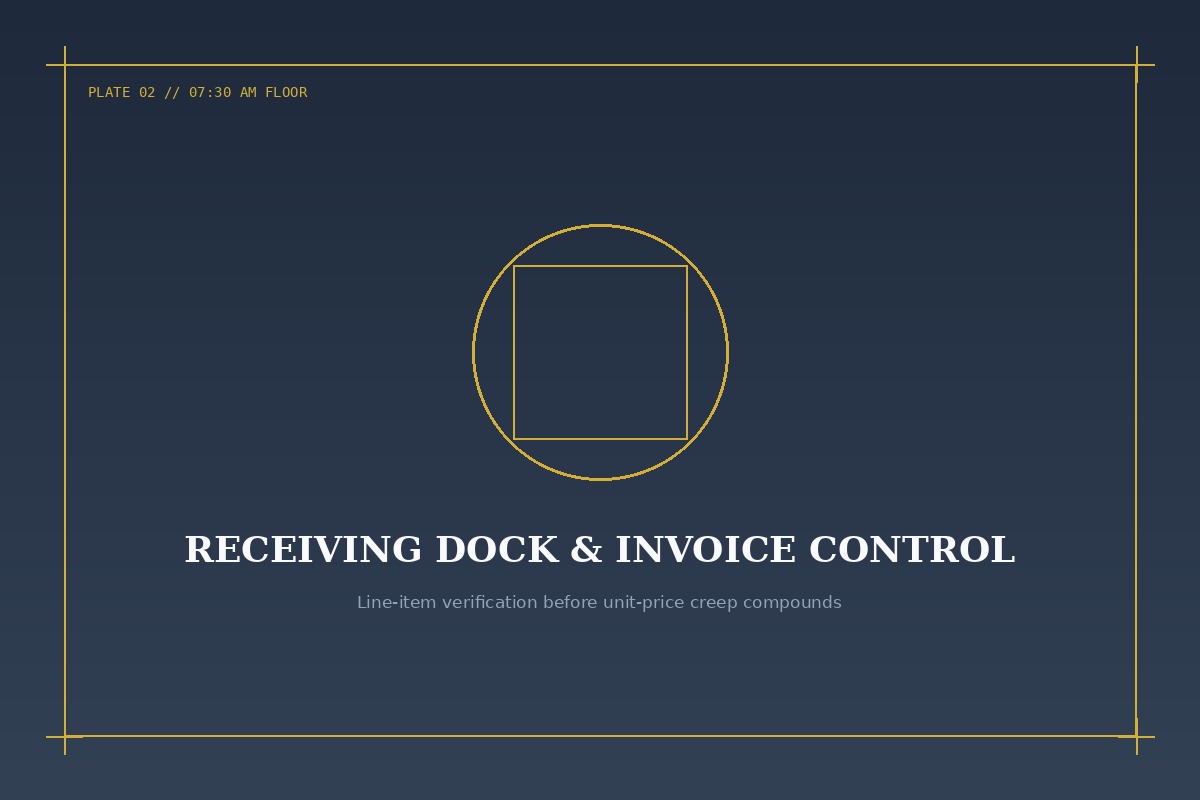 PLATE 02 // 07:30 AM FLOOR
RECEIVING DOCK & INVOICE CONTROL
Line-item verification before unit-price creep compounds